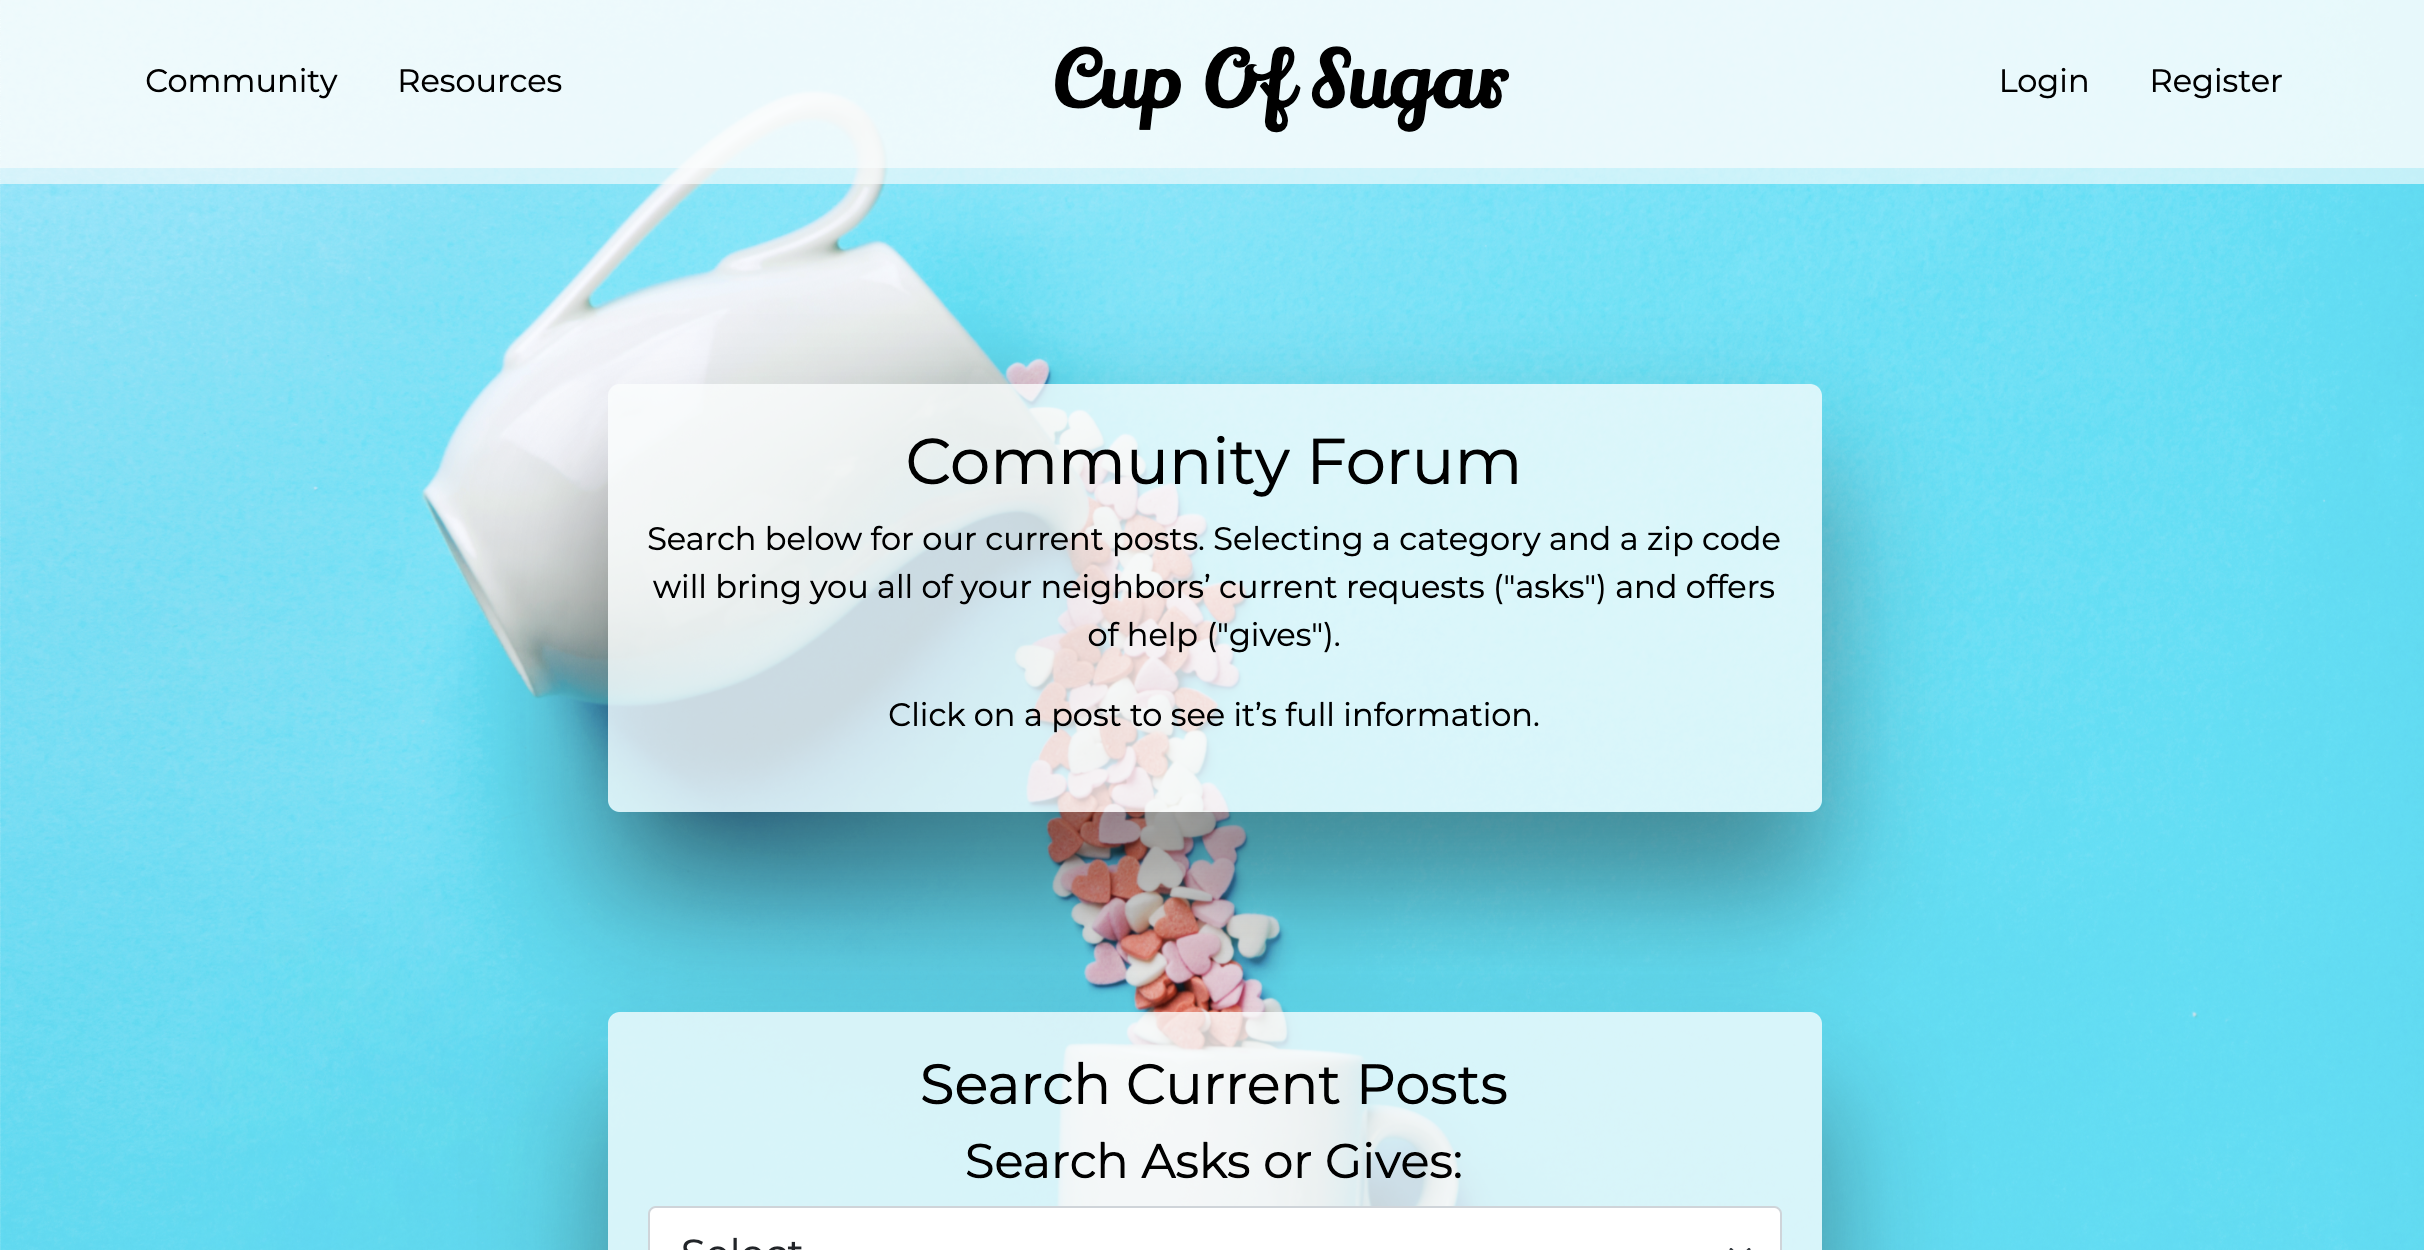 Community Resources Cup Of Sugar Login Register
Community Forum
Search below for our current posts. Selecting a category and a zip code
will bring you all of your neighbors’ current requests ("asks") and offers
of help ("gives").
Click on a post to see it’s full information.
Search Current Posts
Search Asks or Gives:
Select